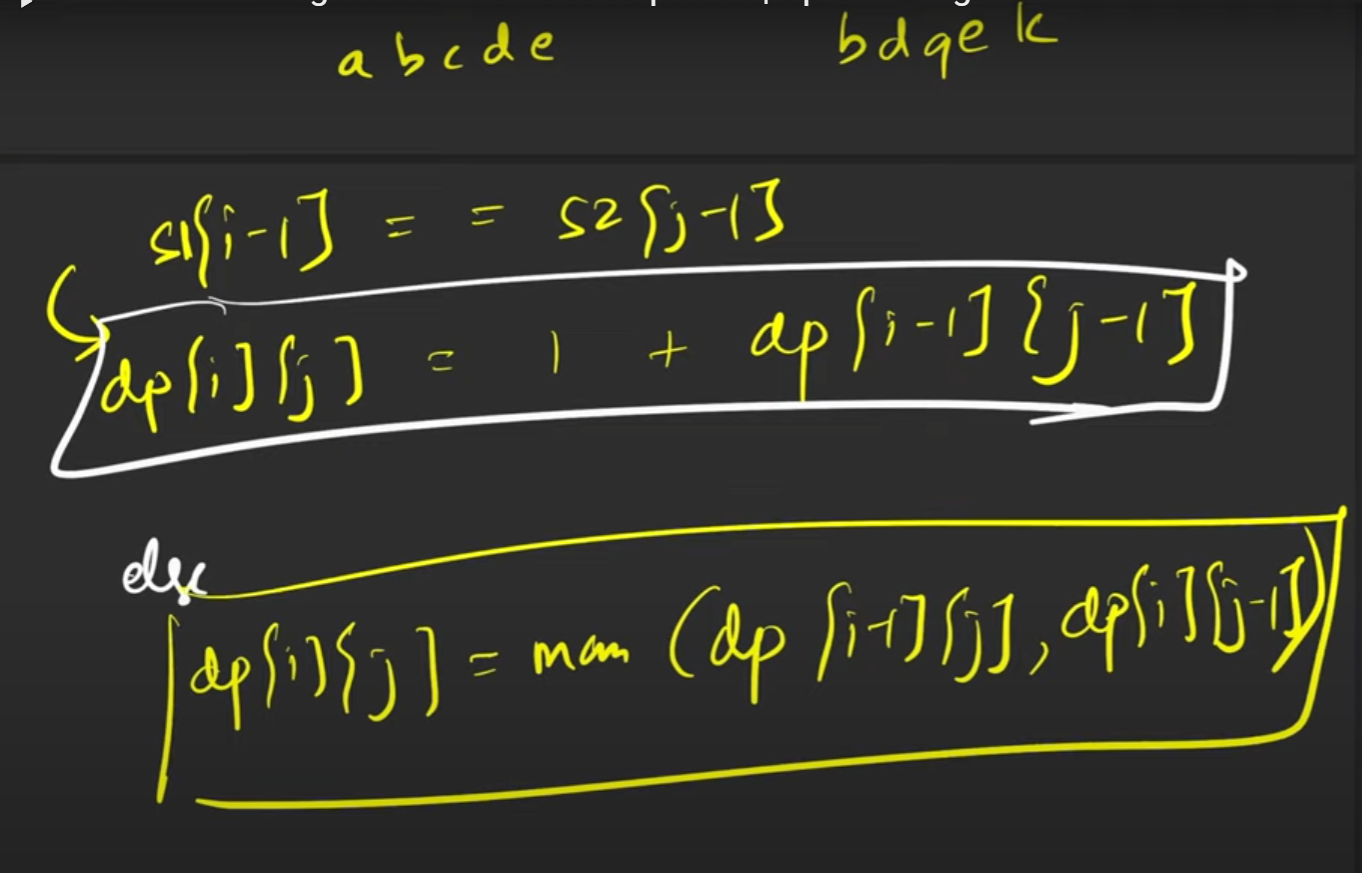 a b c d e b d g e k
s1[i-1] = = s2[j-1]
dp[i][j] = 1 + dp[i-1][j-1]
else
dp[i][j] = max (dp[i-1][j], dp[i][j-1])